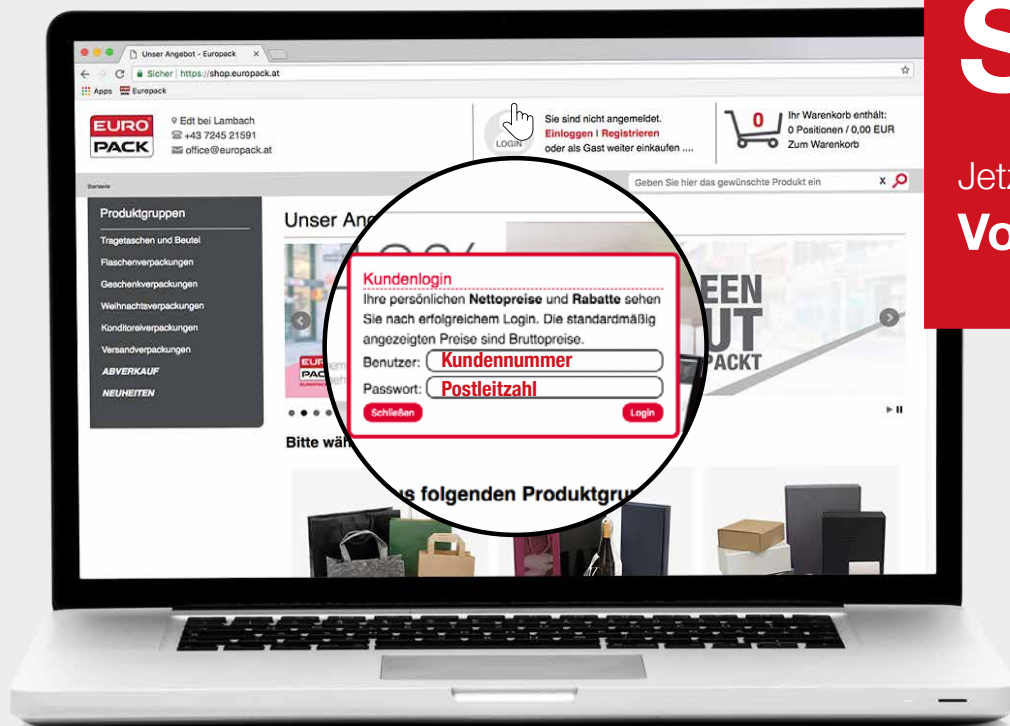 S
Jetz
Vo
Unser Angebot - Europack
Sicher | https://shop.europack.at
Apps Europack
EURO PACK
Edt bei Lambach
+43 7245 21591
office@europack.at
LOGIN
Sie sind nicht angemeldet.
Einloggen I Registrieren
oder als Gast weiter einkaufen ....
0
Ihr Warenkorb enthält:
0 Positionen / 0,00 EUR
Zum Warenkorb
Startseite
Geben Sie hier das gewünschte Produkt ein X
Produktgruppen
Tragetaschen und Beutel
Flaschenverpackungen
Geschenkverpackungen
Weihnachtsverpackungen
Konditoreiverpackungen
Versandverpackungen
ABVERKAUF
NEUHEITEN
Unser An
EEN
UT
PACKT
Kundenlogin
Ihre persönlichen Nettopreise und Rabatte sehen
Sie nach erfolgreichem Login. Die standardmäßig
angezeigten Preise sind Bruttopreise.
Benutzer: Kundennummer
Passwort: Postleitzahl
Schließen Login
Bitte wäh
us folgenden Produktgru